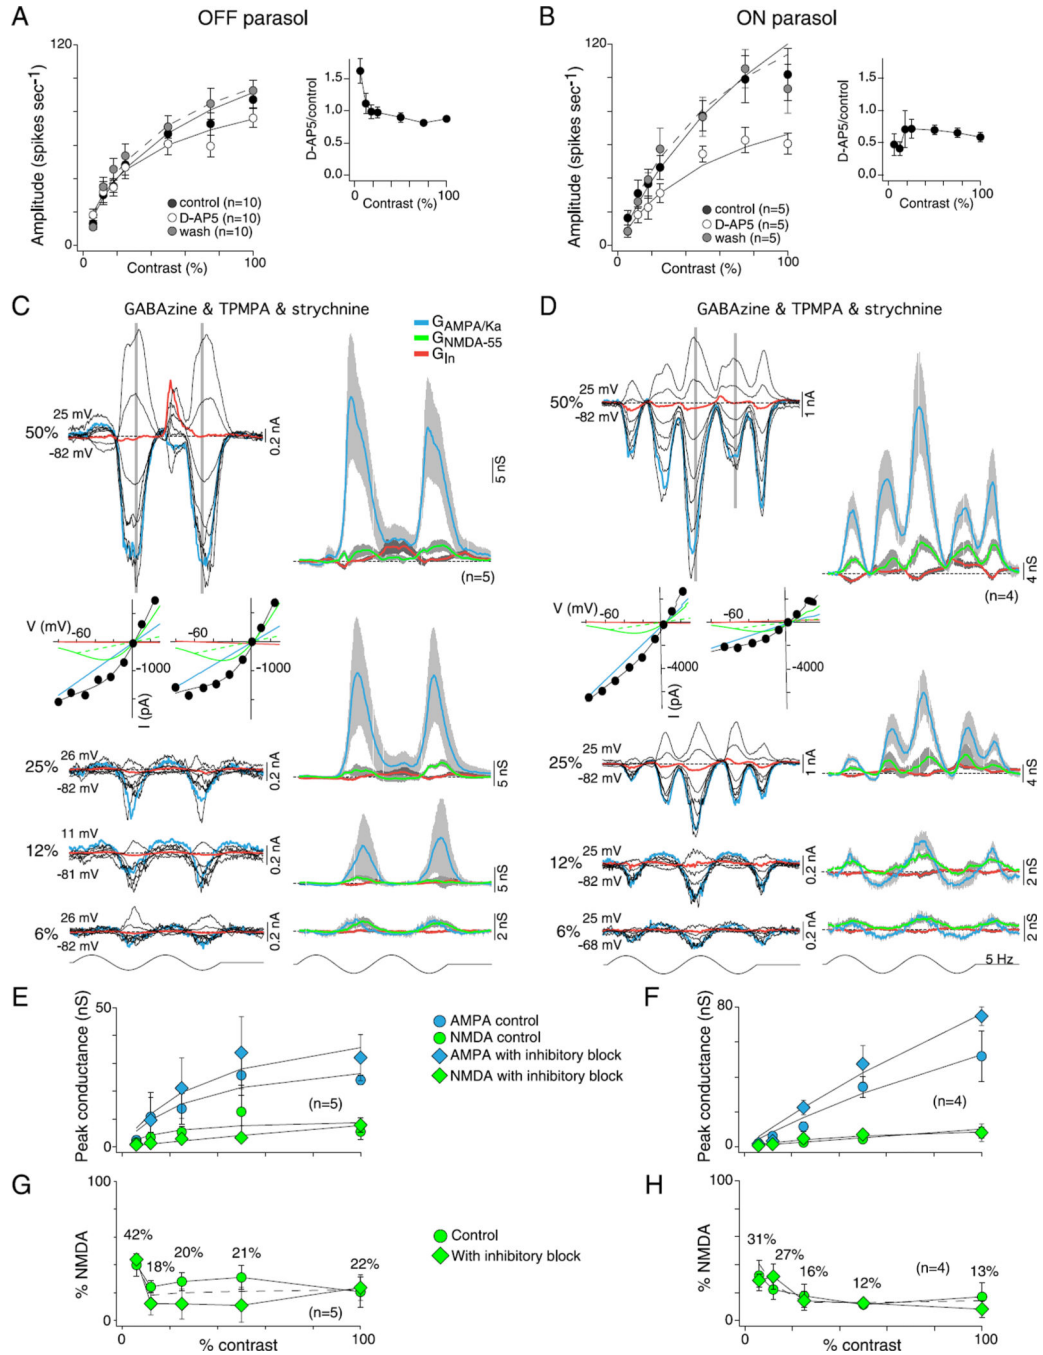 A OFF parasol
120
Amplitude (spikes sec-1)
0
control (n=10)
D-AP5 (n=10)
wash (n=10)
Contrast (%)
100
D-AP5/control
1.5
1.0
0.5
0.0
0
100
Contrast (%)
B ON parasol
120
Amplitude (spikes sec-1)
0
control (n=5)
D-AP5 (n=5)
wash (n=5)
Contrast (%)
100
D-AP5/control
1.5
1.0
0.5
0.0
0
100
Contrast (%)
C GABAzine & TPMPA & strychnine
GAMPA/Ka
GNMDA-55
GIn
25 mV
50%
-82 mV
0.2 nA
5 nS
(n=5)
V (mV)
-60
-1000
I (pA)
-60
-1000
26 mV
25%
-82 mV
0.2 nA
5 nS
11 mV
12%
-81 mV
0.2 nA
5 nS
26 mV
6%
-82 mV
0.2 nA
2 nS
D GABAzine & TPMPA & strychnine
25 mV
50%
-82 mV
1 nA
4 nS
(n=4)
V (mV)
-60
-4000
I (pA)
-60
-4000
25 mV
25%
-82 mV
1 nA
4 nS
25 mV
12%
-82 mV
0.2 nA
2 nS
25 mV
6%
-68 mV
0.2 nA
2 nS
5 Hz
E
50
Peak conductance (nS)
0
(n=5)
AMPA control
NMDA control
AMPA with inhibitory block
NMDA with inhibitory block
F
80
Peak conductance (nS)
0
(n=4)
G
100
% NMDA
0
42%
18%
20%
21%
22%
(n=5)
0
100
% contrast
Control
With inhibitory block
H
100
% NMDA
0
31%
27%
16%
12%
13%
(n=4)
0
100
% contrast